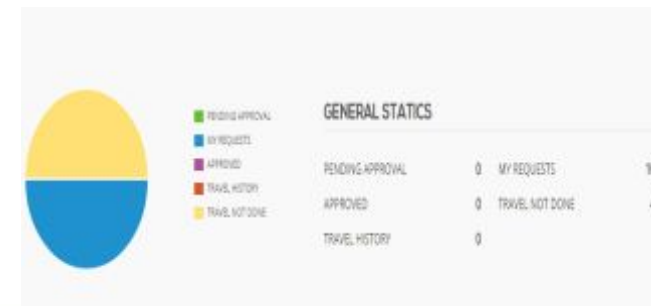 PENDING APPROVAL
MY REQUESTS
APPROVED
TRAVEL HISTORY
TRAVEL NOT DONE
GENERAL STATICS
PENDING APPROVAL 0 MY REQUESTS
APPROVED 0 TRAVEL NOT DONE
TRAVEL HISTORY 0